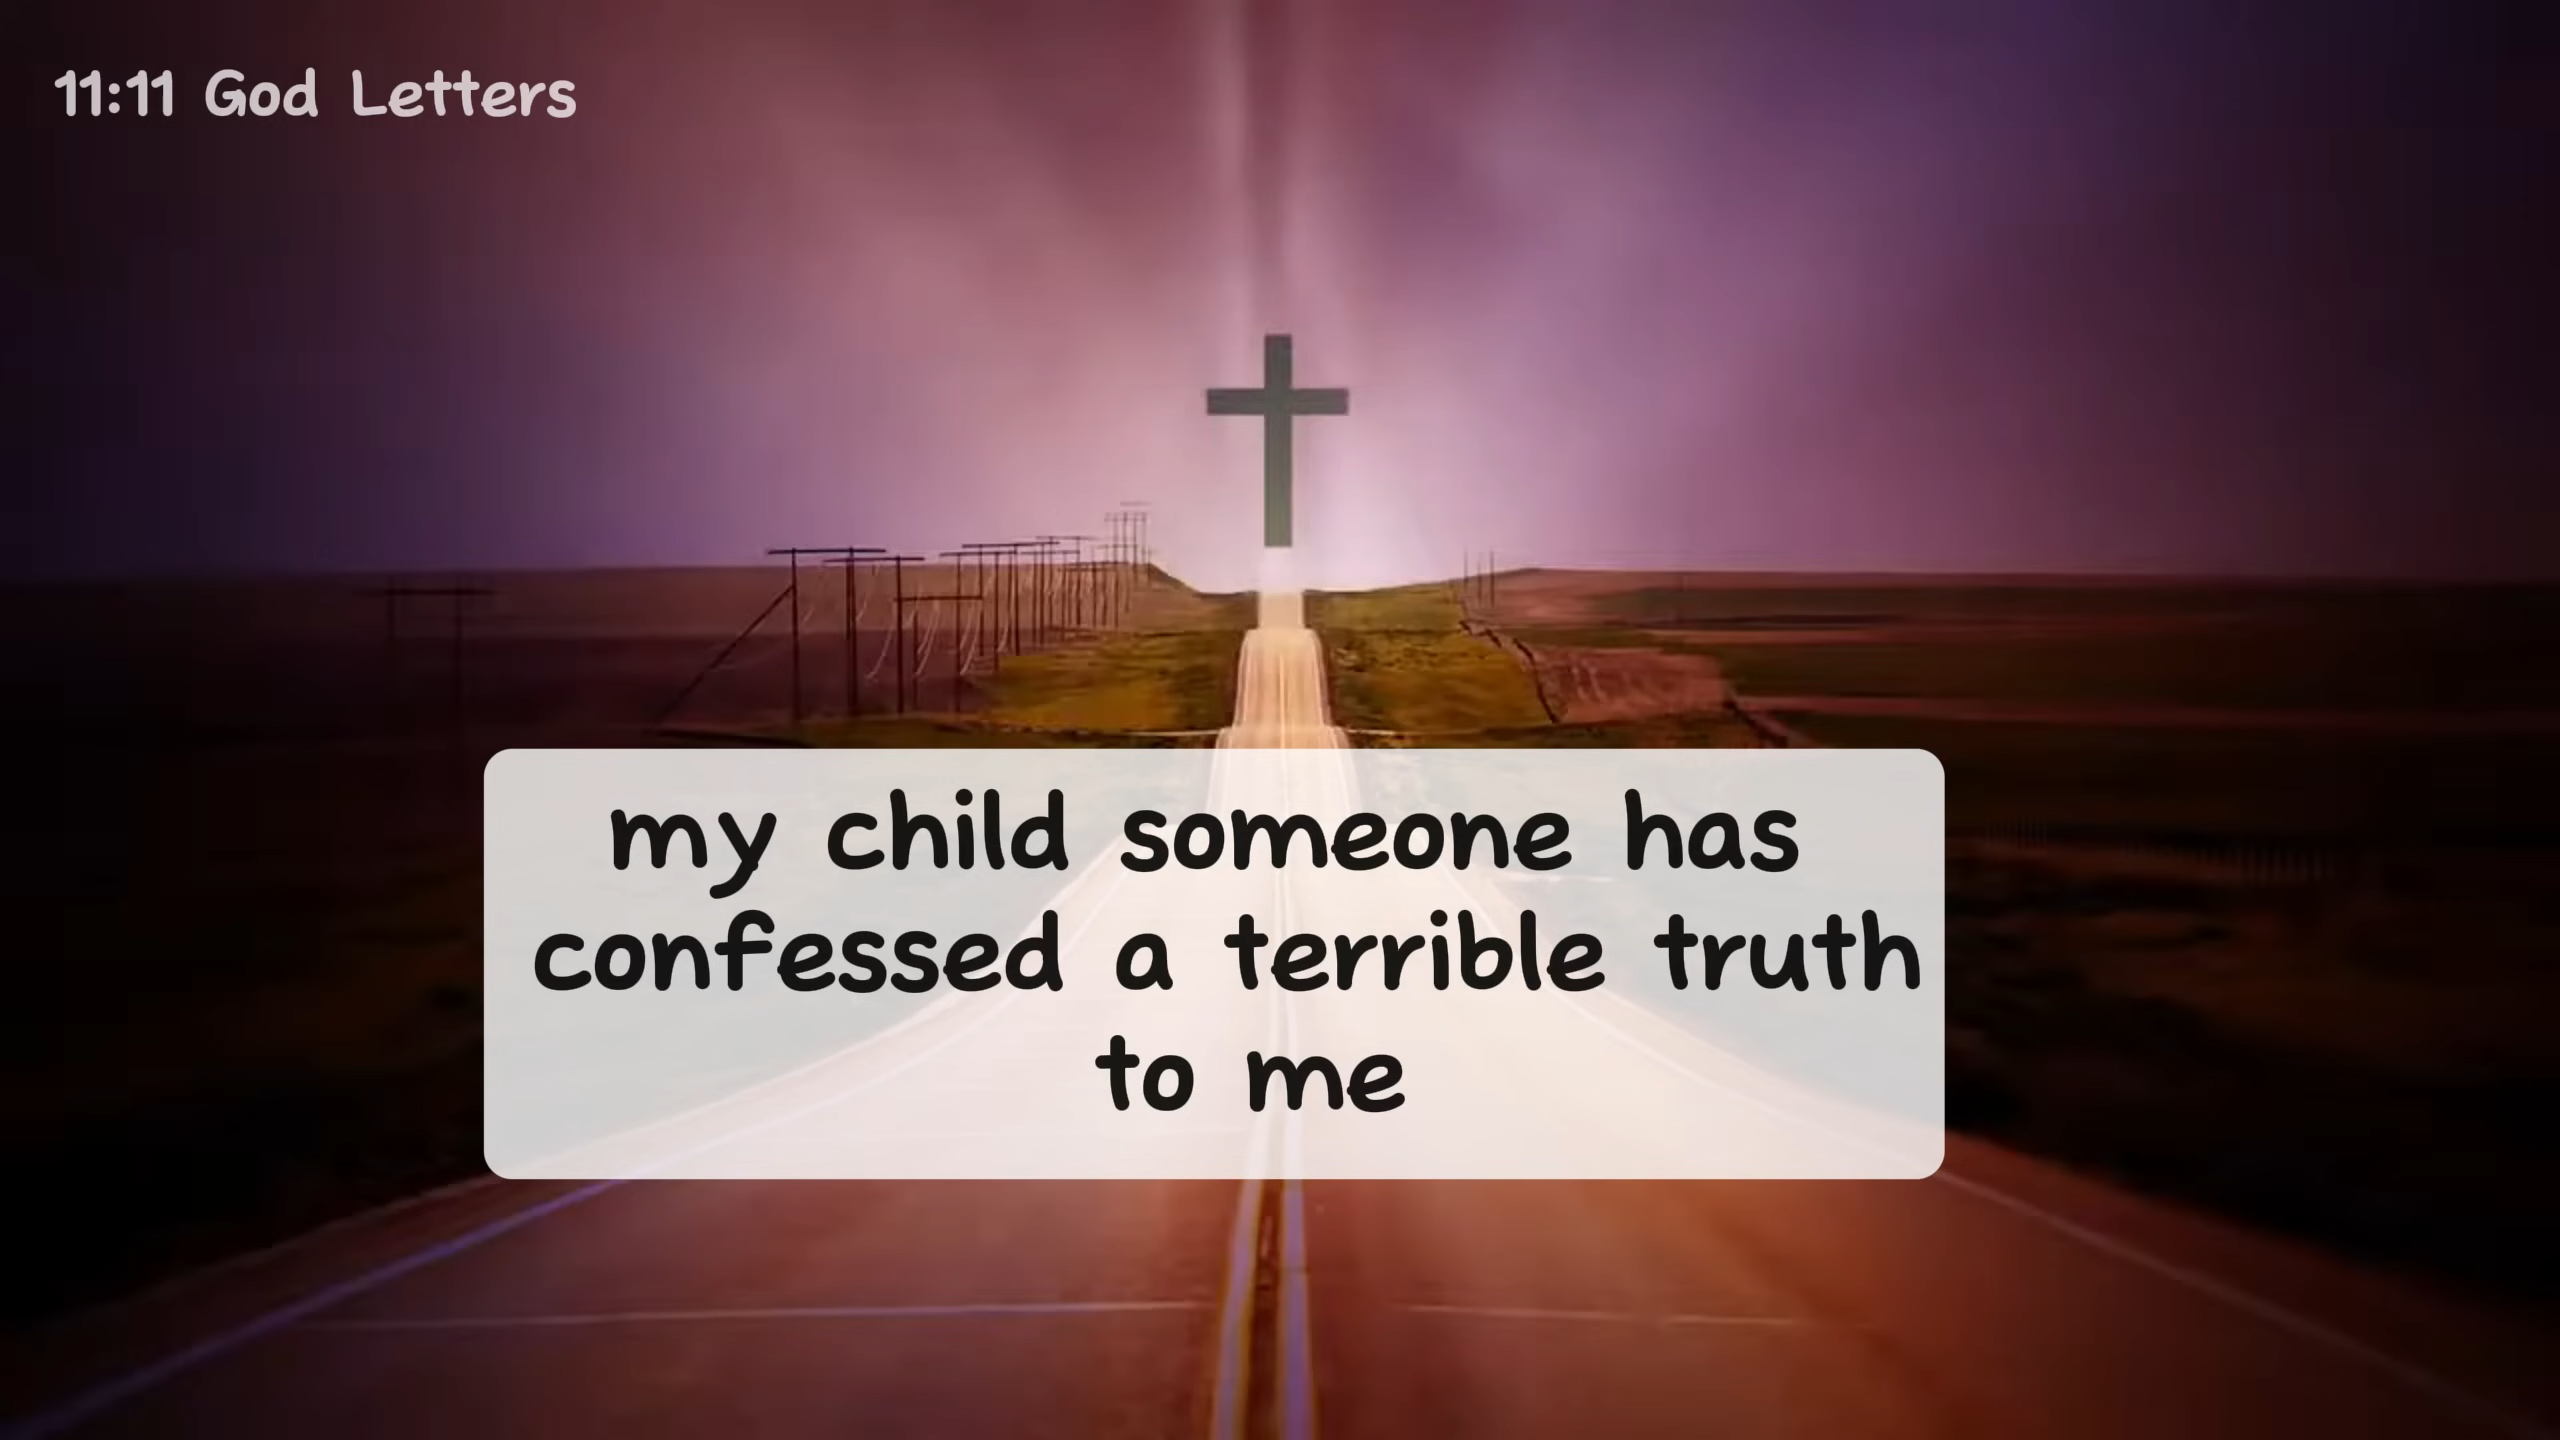 11:11 God Letters
my child someone has
confessed a terrible truth
to me